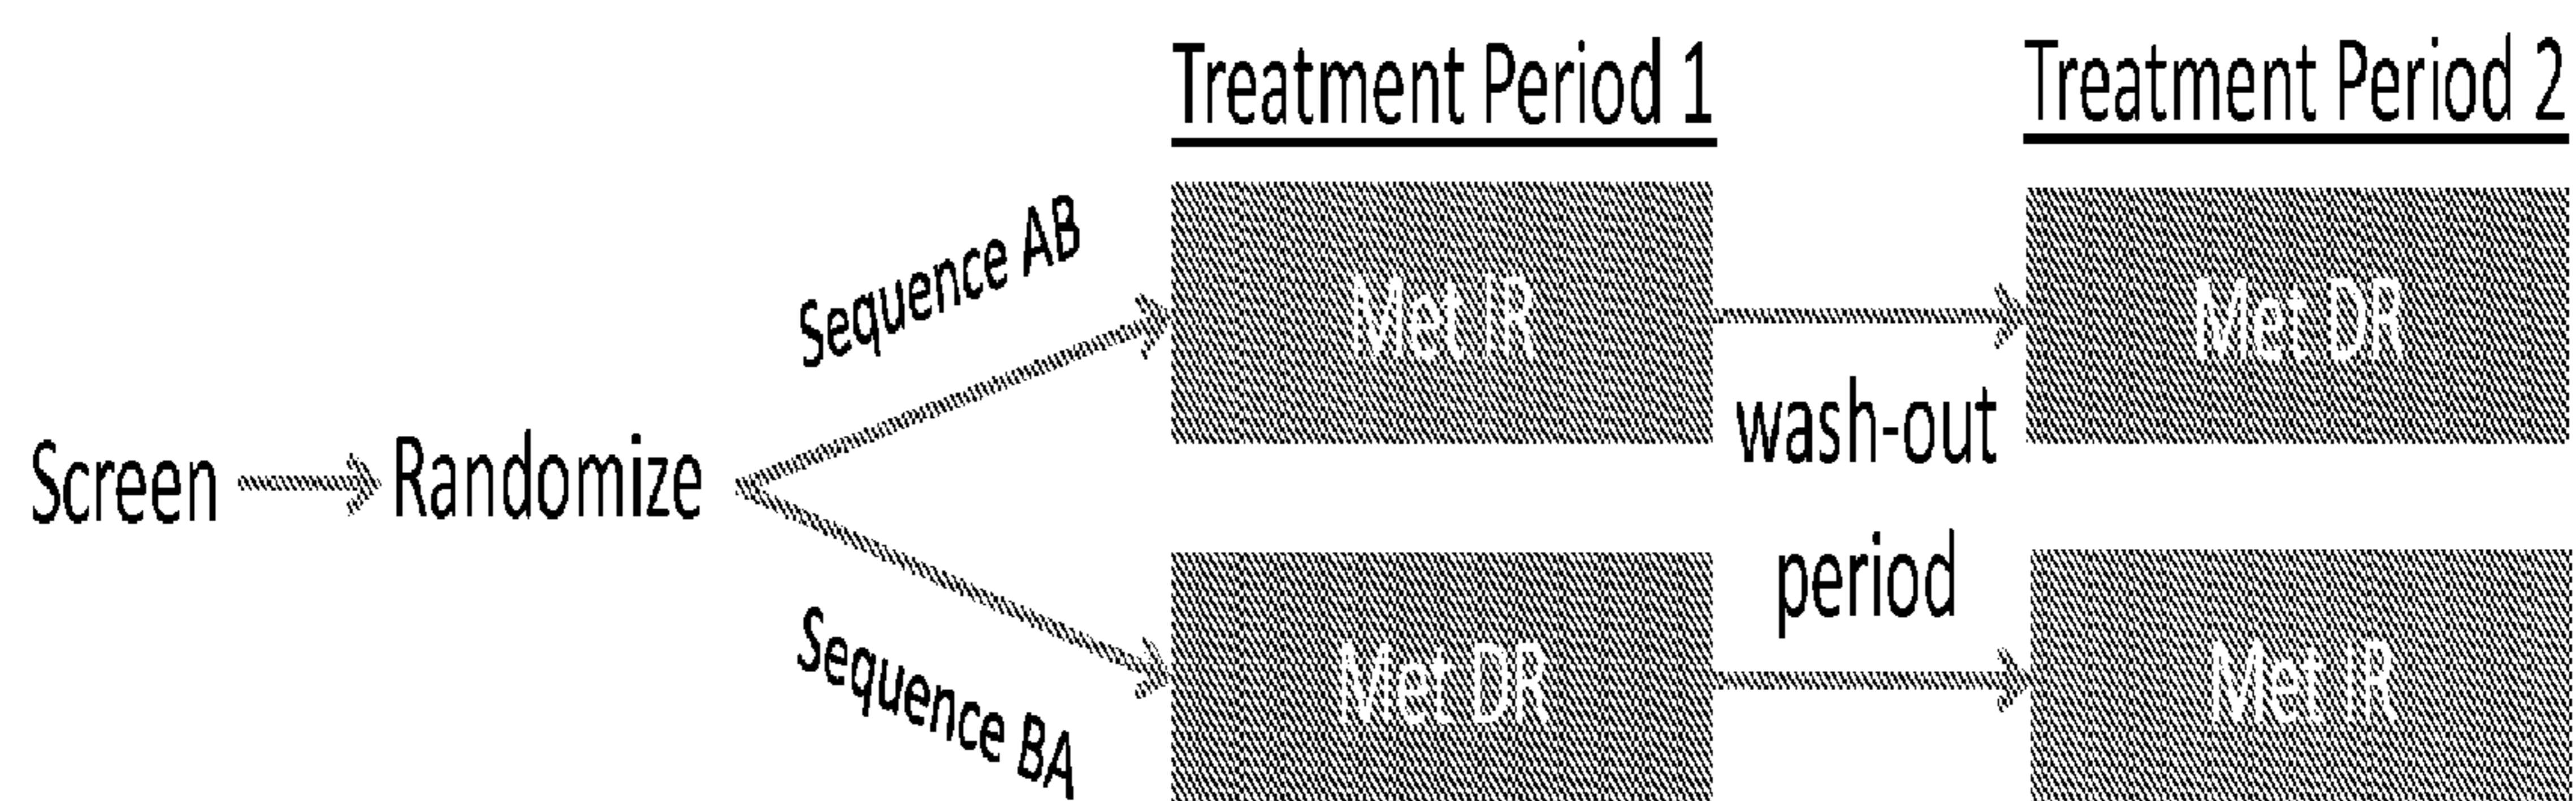 Treatment Period 1
Treatment Period 2
Sequence AB
Met IR
Met DR
Screen
Randomize
wash-out
period
Sequence BA
Met DR
Met IR